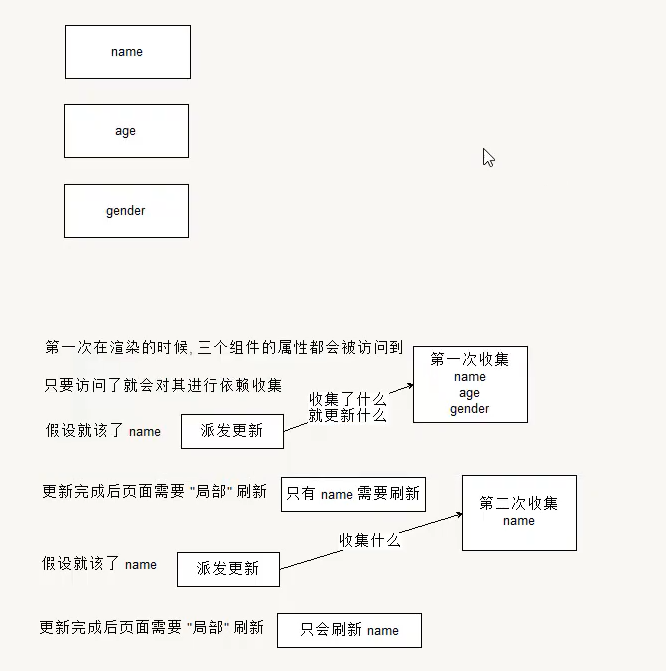 name
age
gender
第一次在渲染的时候, 三个组件的属性都会被访问到
只要访问了就会对其进行依赖收集
第一次收集
name
age
gender
收集了什么
就更新什么
假设就该了 name
派发更新
更新完成后页面需要 "局部" 刷新
只有 name 需要刷新
第二次收集
name
收集什么
假设就该了 name
派发更新
更新完成后页面需要 "局部" 刷新
只会刷新 name